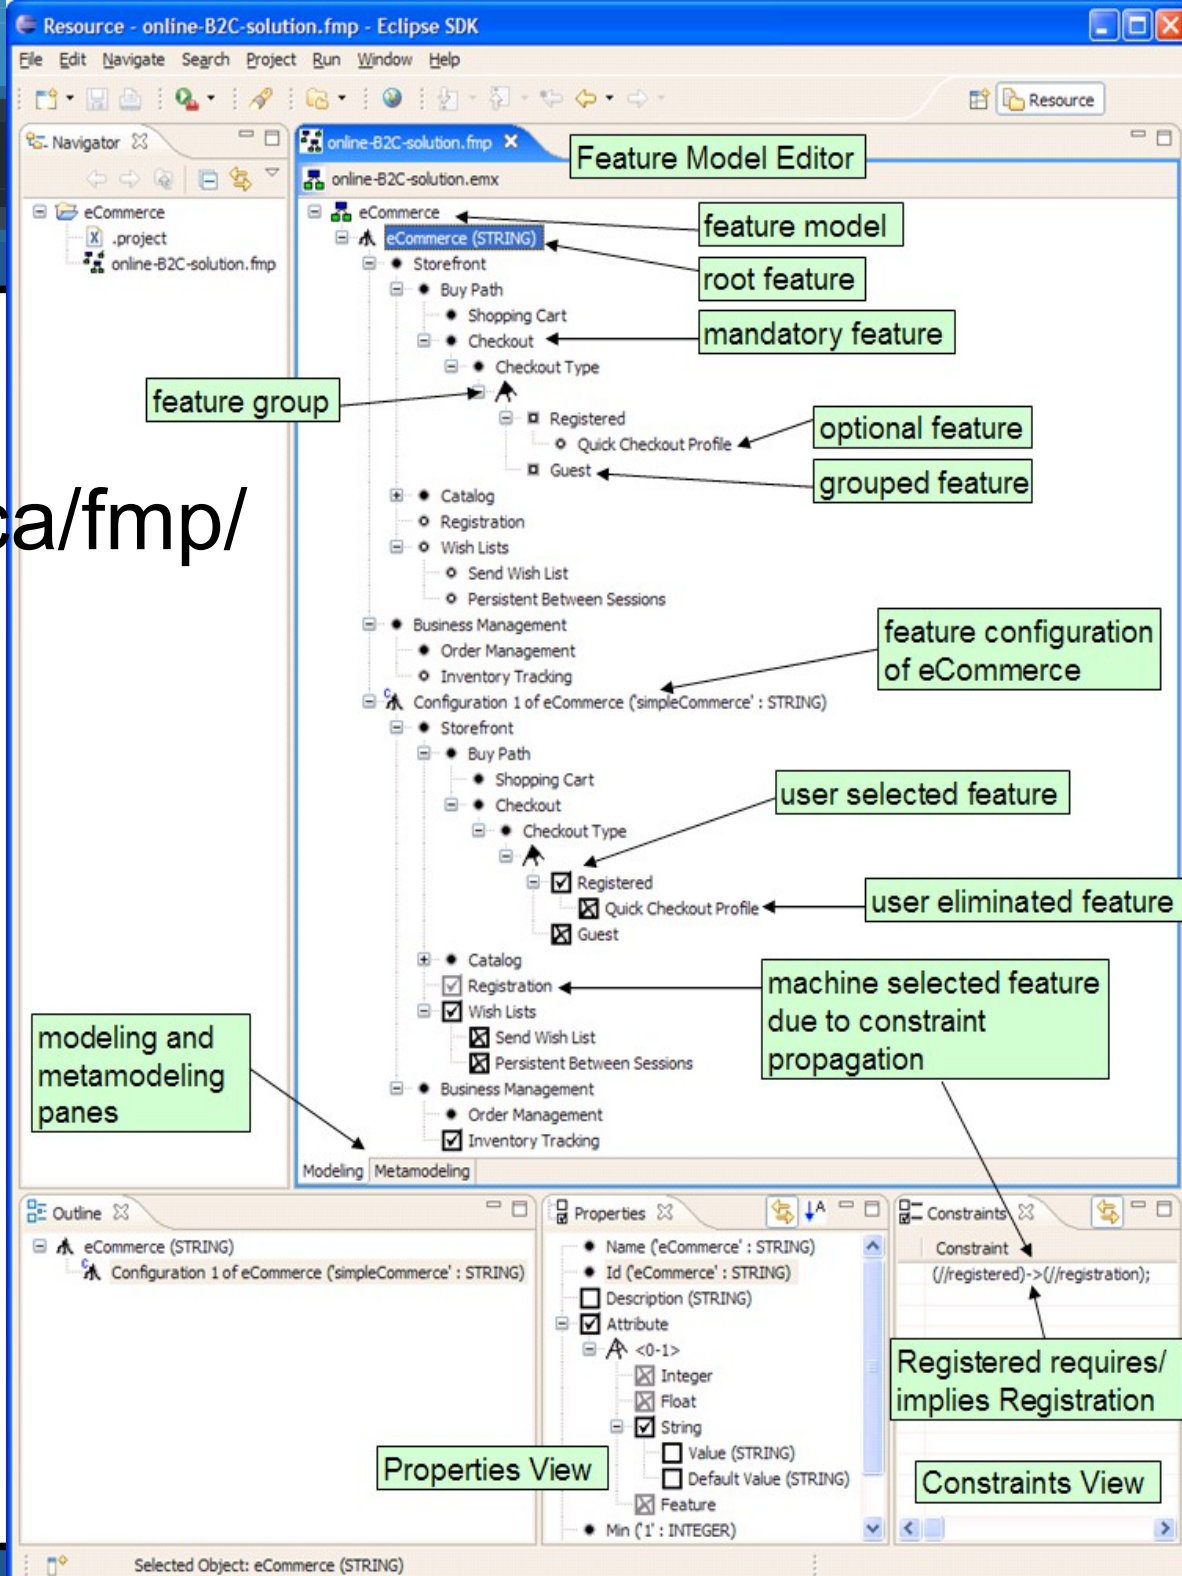 Resource - online-B2C-solution.fmp - Eclipse SDK
File Edit Navigate Search Project Run Window Help
Resource
Navigator
eCommerce
.project
online-B2C-solution.fmp
online-B2C-solution.fmp
Feature Model Editor
online-B2C-solution.emx
eCommerce
feature model
eCommerce (STRING)
root feature
Storefront
Buy Path
Shopping Cart
Checkout
mandatory feature
Checkout Type
feature group
Registered
Quick Checkout Profile
optional feature
Guest
grouped feature
Catalog
Registration
ca/fmp/
Wish Lists
Send Wish List
Persistent Between Sessions
Business Management
Order Management
Inventory Tracking
feature configuration
of eCommerce
Configuration 1 of eCommerce ('simpleCommerce' : STRING)
Storefront
Buy Path
Shopping Cart
Checkout
user selected feature
Checkout Type
Registered
Quick Checkout Profile
user eliminated feature
Guest
Catalog
Registration
machine selected feature
due to constraint
propagation
Wish Lists
Send Wish List
Persistent Between Sessions
Business Management
Order Management
Inventory Tracking
modeling and
metamodeling
panes
Modeling Metamodeling
Outline
eCommerce (STRING)
Configuration 1 of eCommerce ('simpleCommerce' : STRING)
Properties
Name ('eCommerce' : STRING)
Id ('eCommerce' : STRING)
Description (STRING)
Attribute
<0-1>
Integer
Float
String
Value (STRING)
Default Value (STRING)
Feature
Min ('1' : INTEGER)
Properties View
Constraints
Constraint
(//registered)->(//registration);
Registered requires/
implies Registration
Constraints View
Selected Object: eCommerce (STRING)